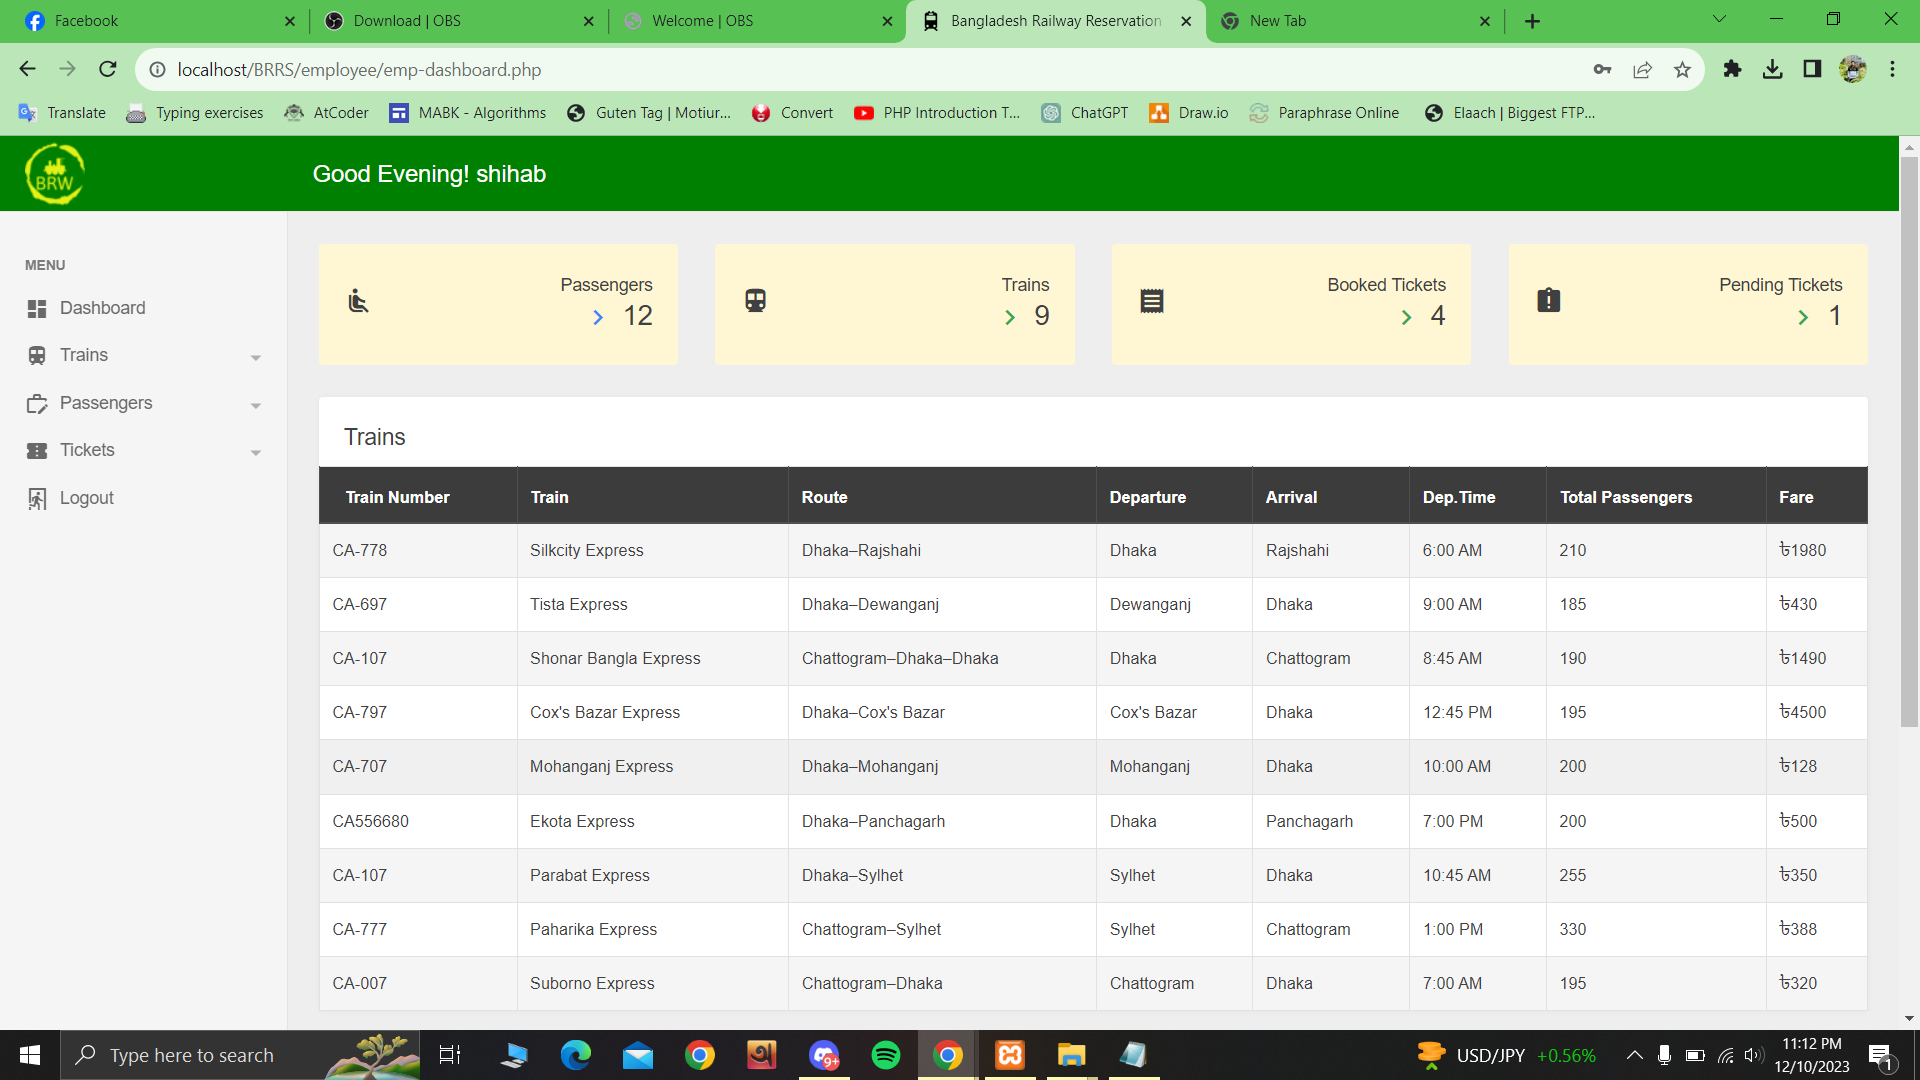 Facebook
Download | OBS
Welcome | OBS
Bangladesh Railway Reservation
New Tab
localhost/BRRS/employee/emp-dashboard.php
Translate Typing exercises AtCoder MABK - Algorithms Guten Tag | Motiur... Convert PHP Introduction T... ChatGPT Draw.io Paraphrase Online Elaach | Biggest FTP...
BRW
Good Evening! shihab
MENU
Dashboard
Trains
Passengers
Tickets
Logout
Passengers
12
Trains
9
Booked Tickets
4
Pending Tickets
1
Trains
Train Number Train Route Departure Arrival Dep.Time Total Passengers Fare
CA-778 Silkcity Express Dhaka–Rajshahi Dhaka Rajshahi 6:00 AM 210 ৳1980
CA-697 Tista Express Dhaka–Dewanganj Dewanganj Dhaka 9:00 AM 185 ৳430
CA-107 Shonar Bangla Express Chattogram–Dhaka–Dhaka Dhaka Chattogram 8:45 AM 190 ৳1490
CA-797 Cox's Bazar Express Dhaka–Cox's Bazar Cox's Bazar Dhaka 12:45 PM 195 ৳4500
CA-707 Mohanganj Express Dhaka–Mohanganj Mohanganj Dhaka 10:00 AM 200 ৳128
CA556680 Ekota Express Dhaka–Panchagarh Dhaka Panchagarh 7:00 PM 200 ৳500
CA-107 Parabat Express Dhaka–Sylhet Sylhet Dhaka 10:45 AM 255 ৳350
CA-777 Paharika Express Chattogram–Sylhet Sylhet Chattogram 1:00 PM 330 ৳388
CA-007 Suborno Express Chattogram–Dhaka Chattogram Dhaka 7:00 AM 195 ৳320
Type here to search
9+
USD/JPY +0.56%
11:12 PM
12/10/2023
1